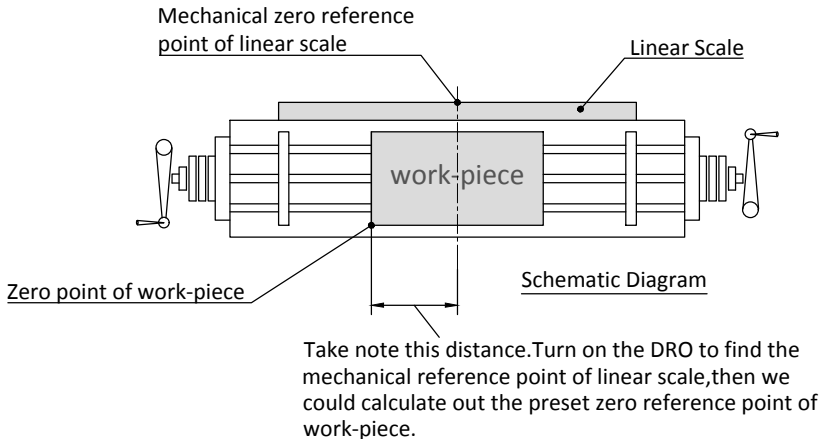 Mechanical zero reference
point of linear scale
Linear Scale
work-piece
Zero point of work-piece
Schematic Diagram
Take note this distance.Turn on the DRO to find the
mechanical reference point of linear scale,then we
could calculate out the preset zero reference point of
work-piece.